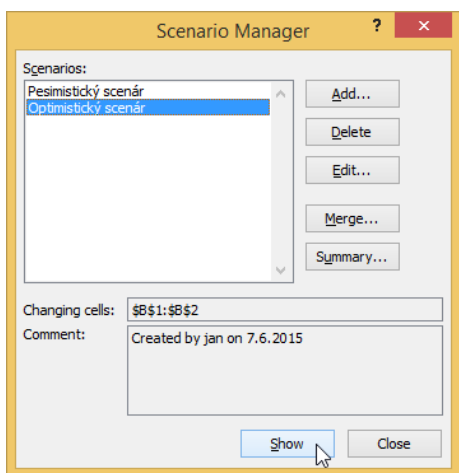 Scenario Manager
?
×
Scenarios:
Pesimistický scenár
Optimistický scenár
Add...
Delete
Edit...
Merge...
Summary...
Changing cells:
$B$1:$B$2
Comment:
Created by jan on 7.6.2015
Show
Close